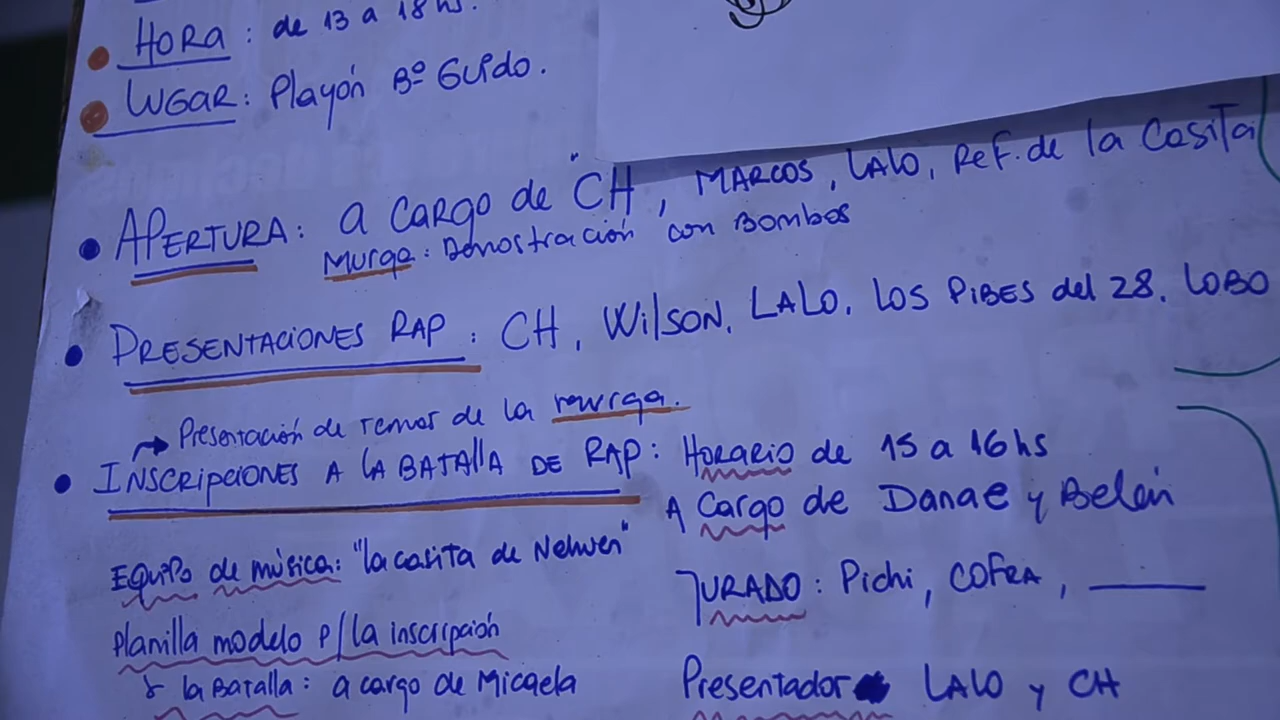 HORA: de 13 a 18 hs.
LUGAR: Playón Bº Guido.
APERTURA: a CARGO de "CH, MARCOS, LALO, Ref. de la Casita
Murga: Demostración con Bombos
PRESENTACIONES RAP: CH, WilSON, LALO, LOS PIBES del 28. LOBO
→ Presentación de temas de la murga.
INSCRIPCIONES A LA BATAllA DE RAP: Horario de 15 a 16 hs
A Cargo de Danae y Belén
Equipo de música: "la casita de Nehuen"
JURADO: Pichi, COFRA, ______
Planilla modelo P/ la inscripción
y la Batalla: a cargo de Micaela
Presentador LALO y CH